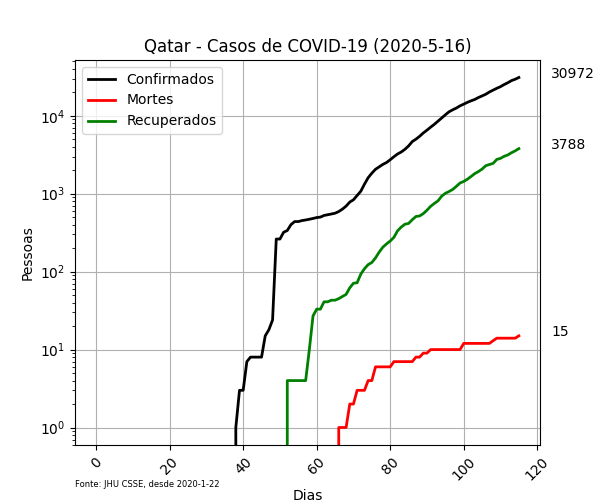 Qatar - Casos de COVID-19 (2020-5-16)
Confirmados
Mortes
Recuperados
30972
3788
15
Pessoas
10^4
10^3
10^2
10^1
10^0
0 20 40 60 80 100 120
Fonte: JHU CSSE, desde 2020-1-22
Dias